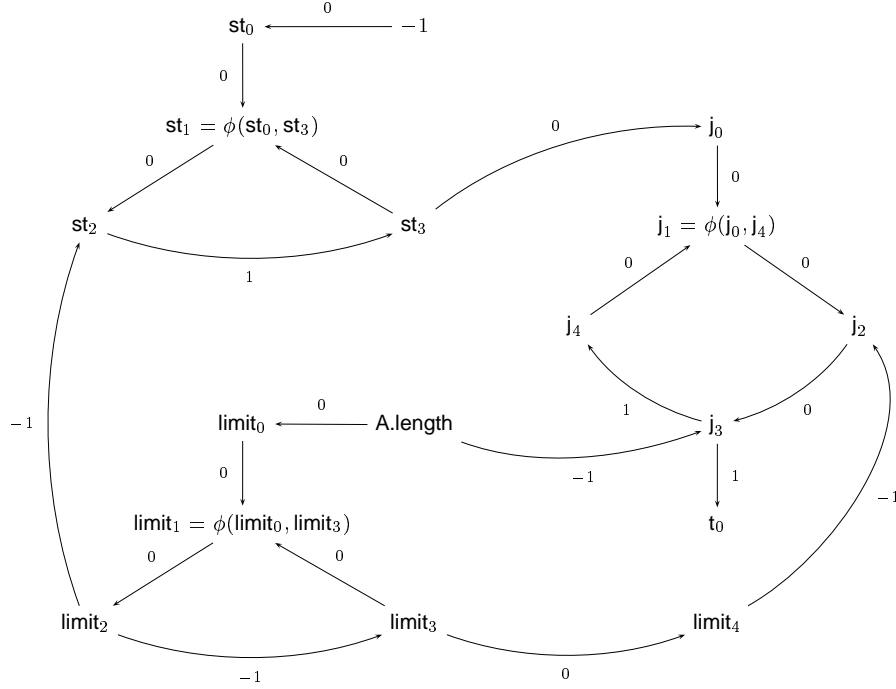 0
st₀ −1
0
st₁ = ϕ(st₀, st₃) 0 j₀
0 0 0
st₂ st₃ j₁ = ϕ(j₀, j₄)
1 0 0
j₄ j₂
0 1 0
−1 limit₀ A.length j₃
0 −1 1 −1
limit₁ = ϕ(limit₀, limit₃) t₀
0 0
limit₂ limit₃ limit₄
−1 0